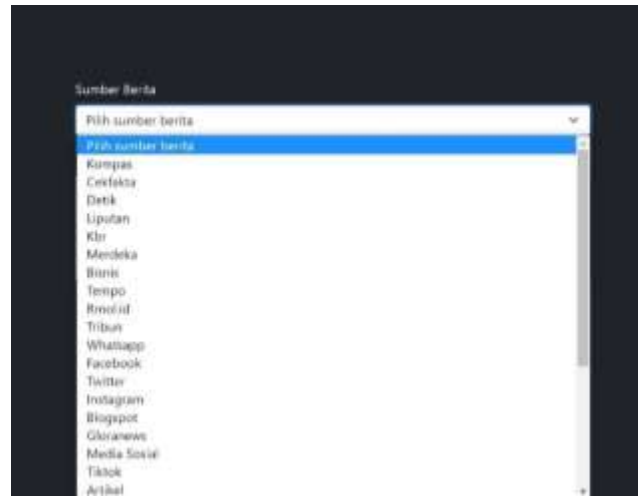 Sumber Berita
Pilih sumber berita
Pilih sumber berita
Kompas
Cekfakta
Detik
Liputan
Kbr
Merdeka
Bisnis
Tempo
Rmol.id
Tribun
Whatsapp
Facebook
Twitter
Instagram
Blogspot
Gloranews
Media Sosial
Tiktok
Artikel